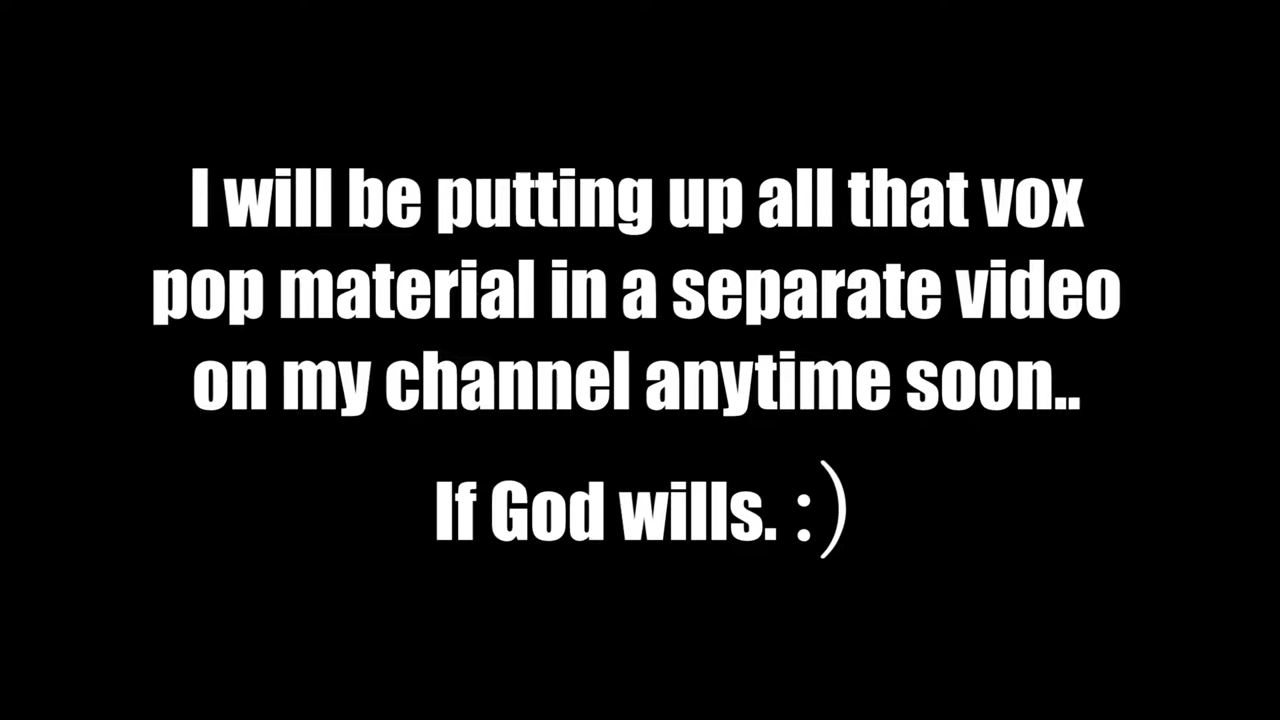 I will be putting up all that vox
pop material in a separate video
on my channel anytime soon..
If God wills. :)